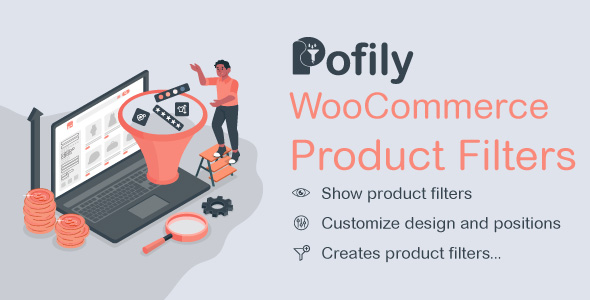 Pofily
WooCommerce
Product Filters
Show product filters
Customize design and positions
Creates product filters...